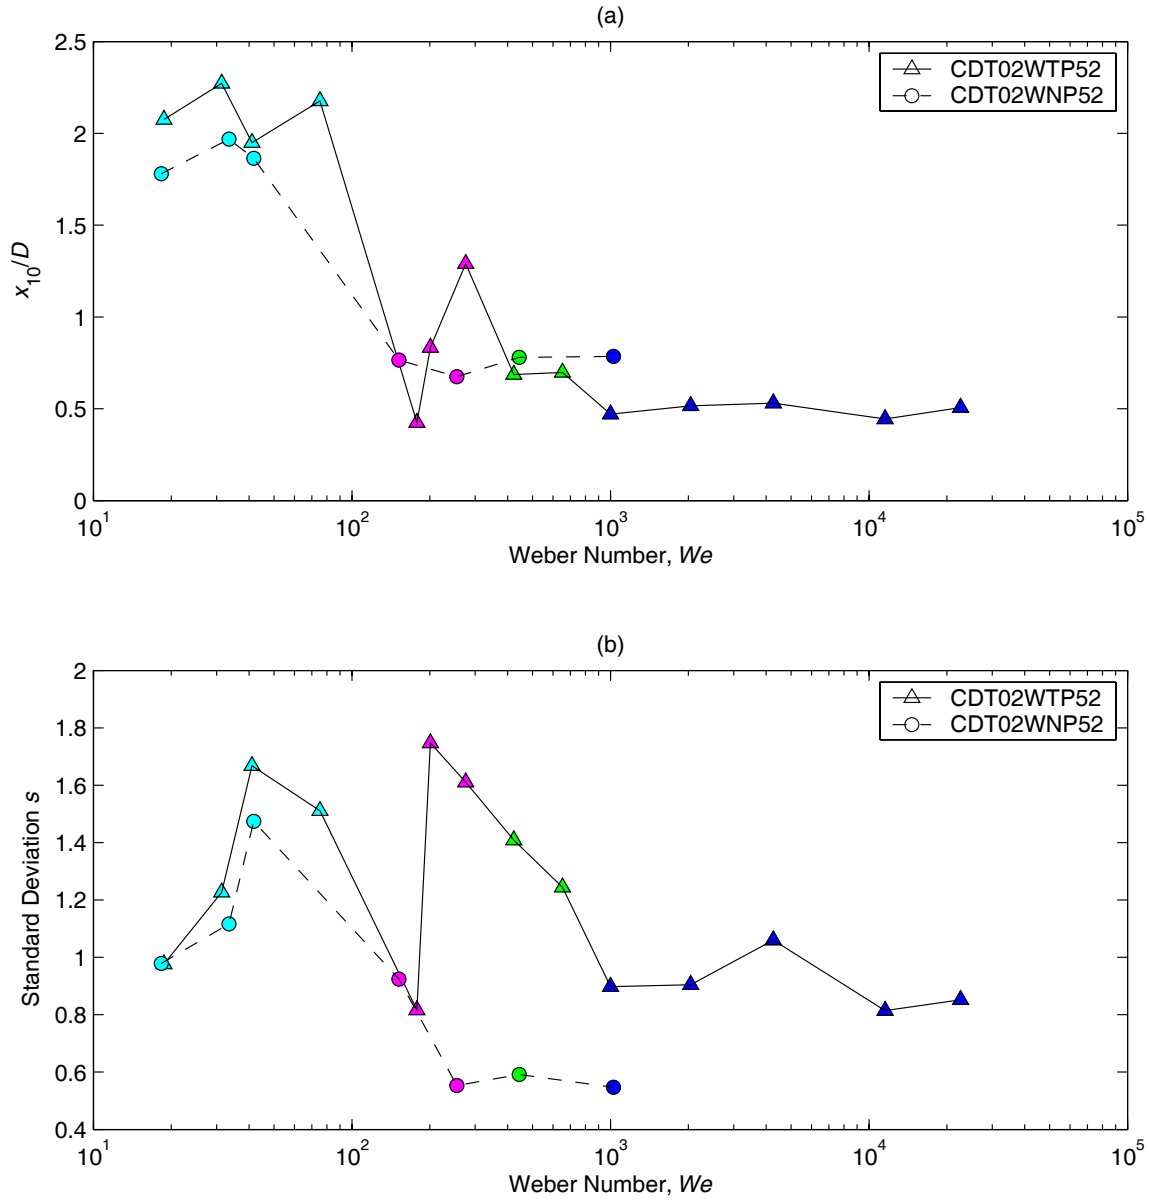 (a)
2.5
2
1.5
1
0.5
0
x10/D
CDT02WTP52
CDT02WNP52
10^1 10^2 10^3 10^4 10^5
Weber Number, We
(b)
2
1.8
1.6
1.4
1.2
1
0.8
0.6
0.4
Standard Deviation s
CDT02WTP52
CDT02WNP52
10^1 10^2 10^3 10^4 10^5
Weber Number, We